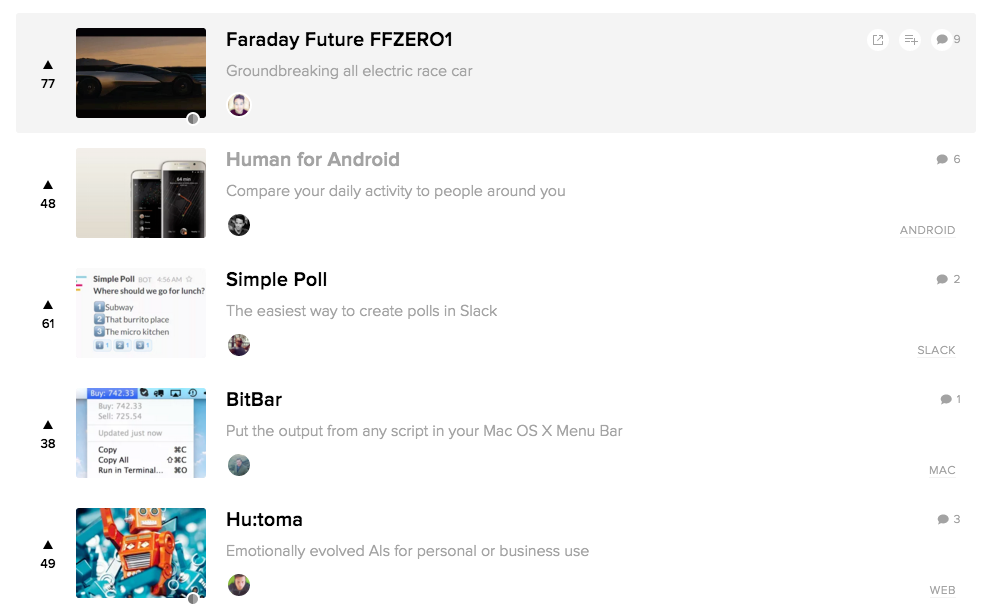 Faraday Future FFZERO1
9
77
Groundbreaking all electric race car
Human for Android
6
48
Compare your daily activity to people around you
ANDROID
Simple Poll BOT 4:56 AM
Where should we go for lunch?
1 Subway
2 That burrito place
3 The micro kitchen
1 1 2 1 3 1
Simple Poll
2
61
The easiest way to create polls in Slack
SLACK
Buy: 742.33
Buy: 742.33
Sell: 725.54
Updated just now
Copy ⌘C
Copy All ⇧⌘C
Run in Terminal... ⌘O
BitBar
1
38
Put the output from any script in your Mac OS X Menu Bar
MAC
Hu:toma
3
49
Emotionally evolved AIs for personal or business use
WEB